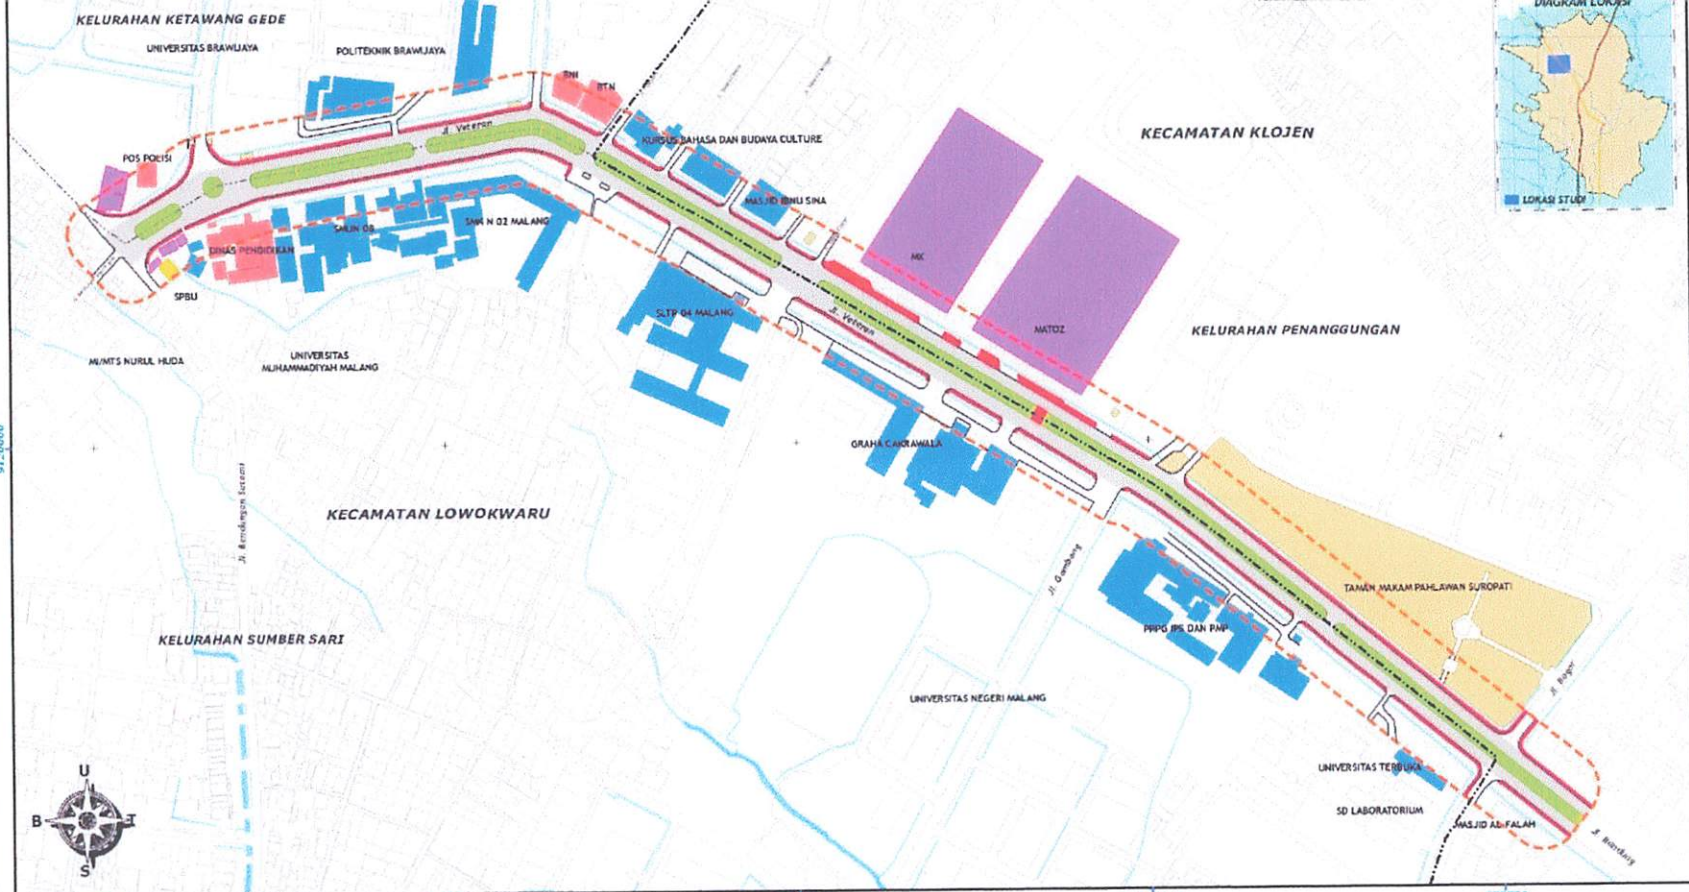 KELURAHAN KETAWANG GEDE
UNIVERSITAS BRAWIJAYA
POLITEKNIK BRAWIJAYA
DIAGRAM LOKASI
LOKASI STUDI
BNI
BTN
Jl. Veteran
KURSUS BAHASA DAN BUDAYA CULTURE
KECAMATAN KLOJEN
POS POLISI
MASJID IBNU SINA
SMA N 02 MALANG
DINAS PENDIDIKAN
SPBU
MX
SLTP 04 MALANG
Jl. Veteran
MATOZ
KELURAHAN PENANGGUNGAN
MI/MTS NURUL HUDA
UNIVERSITAS
MUHAMMADIYAH MALANG
GRAHA CAKRAWALA
KECAMATAN LOWOKWARU
Jl. Gambang
TAMAN MAKAM PAHLAWAN SUROPATI
PPPG IPS DAN PMP
KELURAHAN SUMBER SARI
Jl. Bogor
UNIVERSITAS NEGERI MALANG
UNIVERSITAS TERBUKA
SD LABORATORIUM
MASJID AL FALAH
Jl. Bandung
U
B
T
S